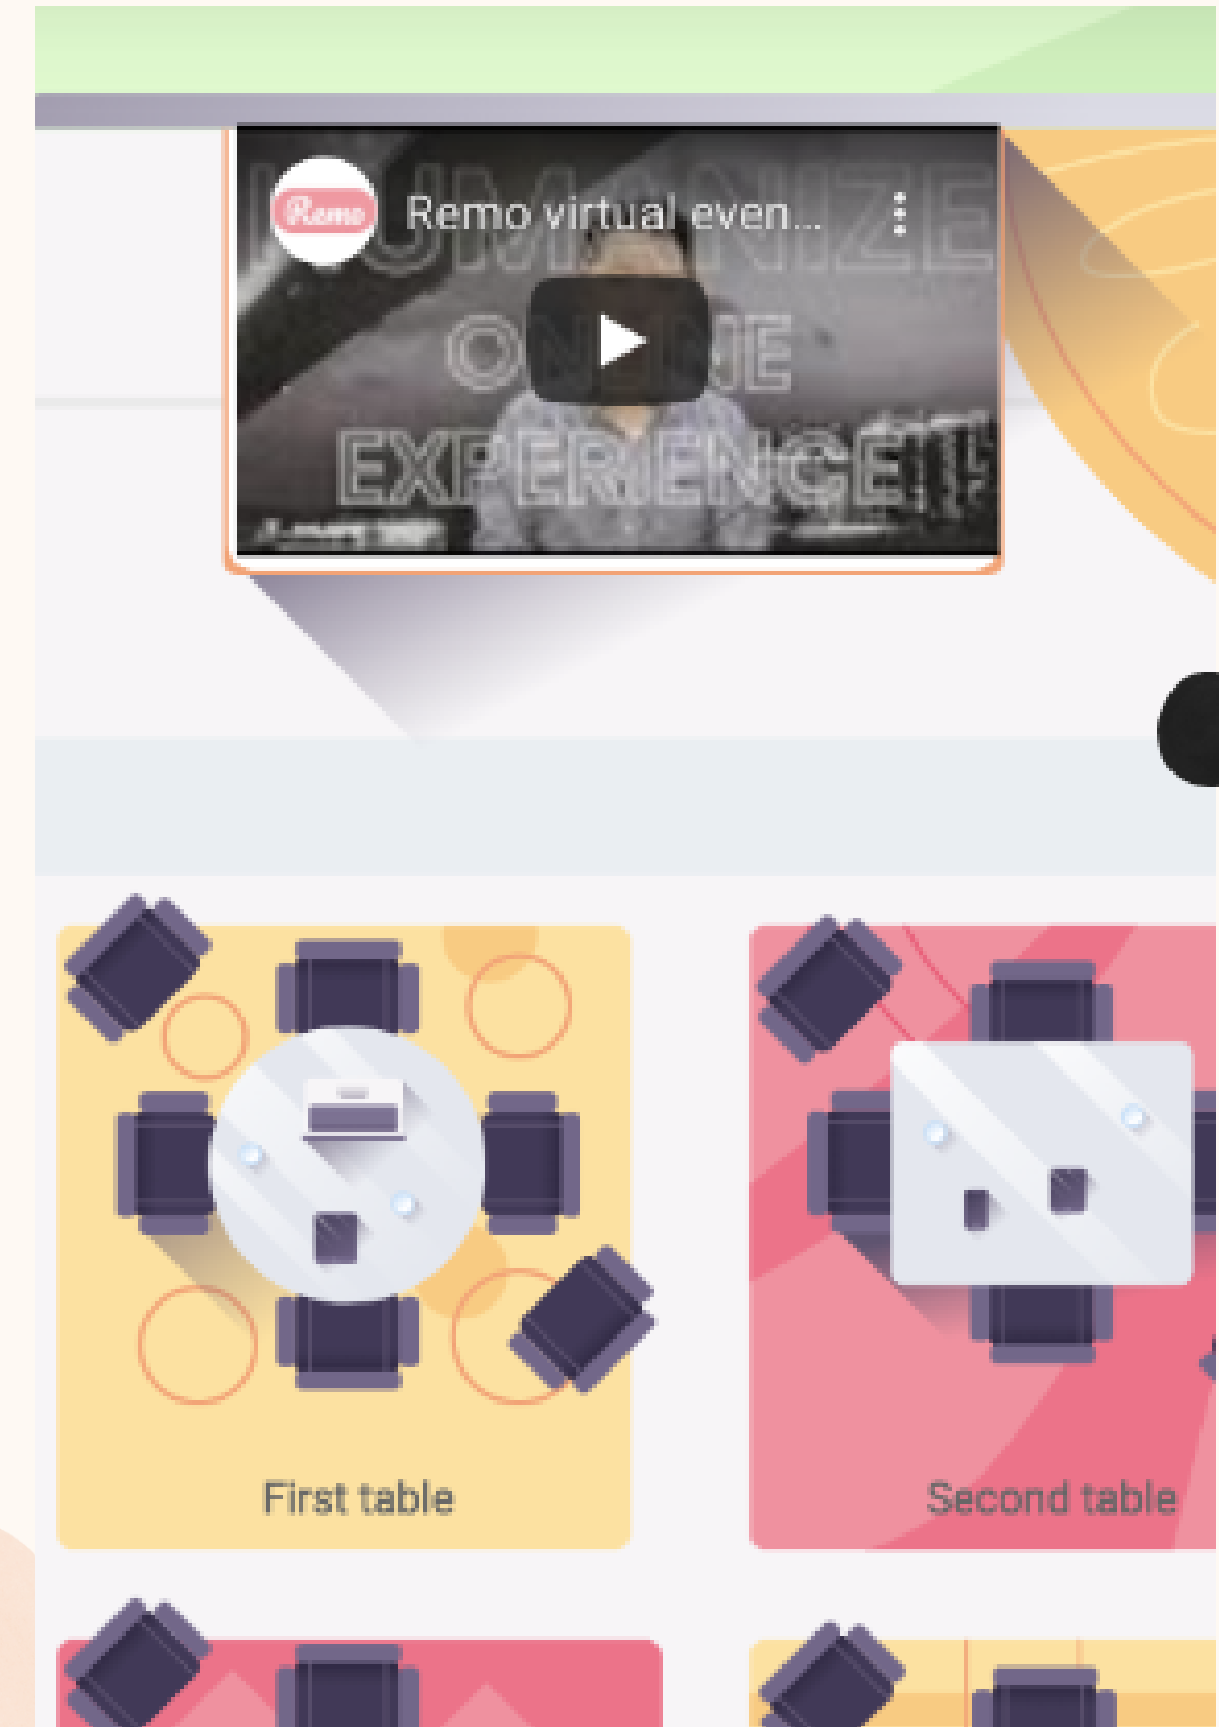 Remo
Remo virtual even...
HUMANIZE
ONLINE
EXPERIENCE
First table
Second table